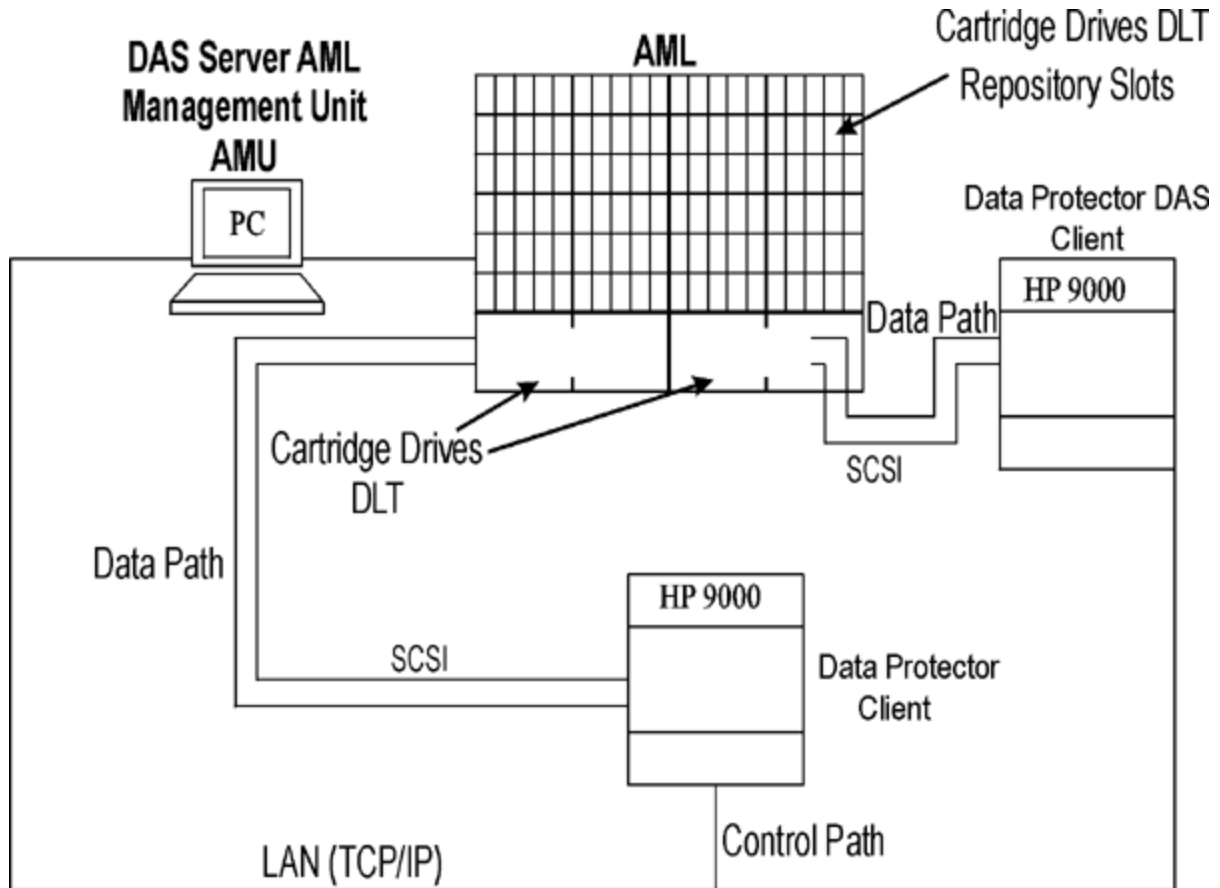 DAS Server AML
Management Unit
AMU
PC
AML
Cartridge Drives DLT
Repository Slots
Data Protector DAS
Client
HP 9000
Data Path
SCSI
Cartridge Drives
DLT
Data Path
SCSI
HP 9000
Data Protector
Client
Control Path
LAN (TCP/IP)